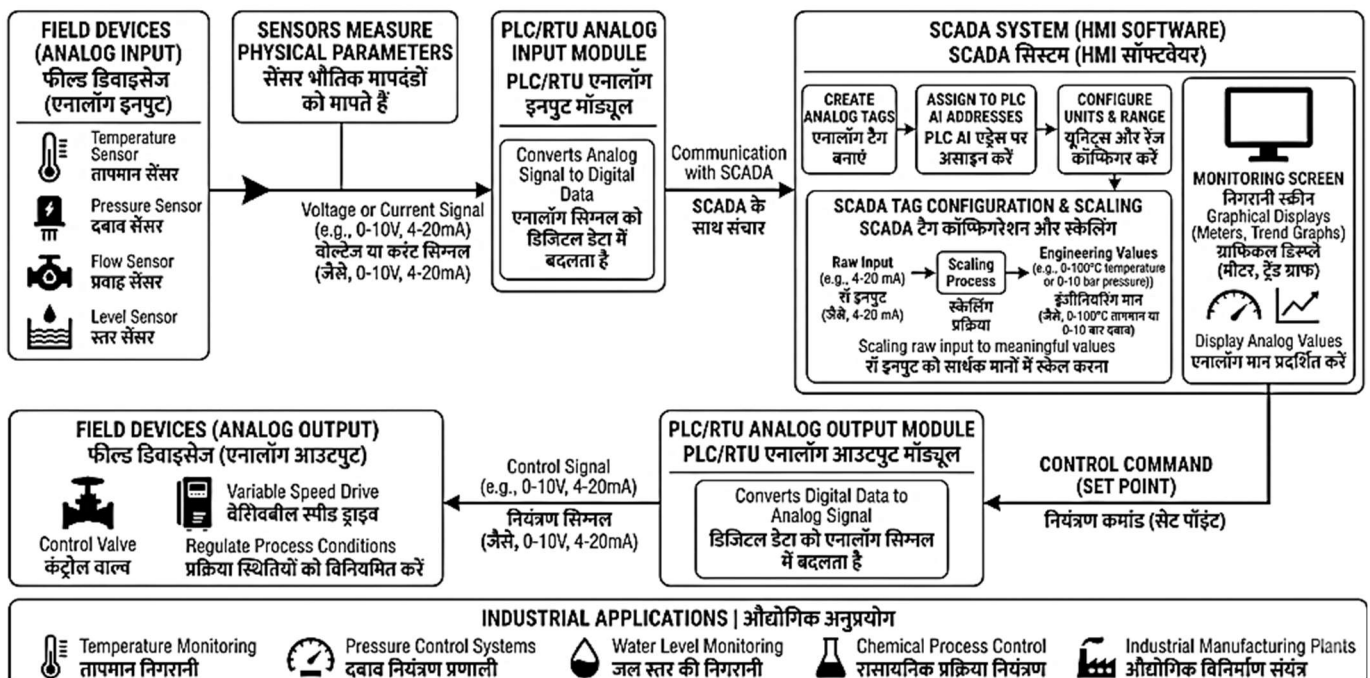 FIELD DEVICES
(ANALOG INPUT)
फील्ड डिवाइसेज
(एनालॉग इनपुट)
Temperature
Sensor
तापमान सेंसर
Pressure Sensor
दबाव सेंसर
Flow Sensor
प्रवाह सेंसर
Level Sensor
स्तर सेंसर
SENSORS MEASURE
PHYSICAL PARAMETERS
सेंसर भौतिक मापदंडों
को मापते हैं
Voltage or Current Signal
(e.g., 0-10V, 4-20mA)
वोल्टेज या करंट सिग्नल
(जैसे, 0-10V, 4-20mA)
PLC/RTU ANALOG
INPUT MODULE
PLC/RTU एनालॉग
इनपुट मॉड्यूल
Converts Analog
Signal to Digital
Data
एनालॉग सिग्नल को
डिजिटल डेटा में
बदलता है
Communication
with SCADA
SCADA के
साथ संचार
SCADA SYSTEM (HMI SOFTWARE)
SCADA सिस्टम (HMI सॉफ्टवेयर)
CREATE
ANALOG TAGS
एनालॉग टैग
बनाएं
ASSIGN TO PLC
AI ADDRESSES
PLC AI एड्रेस पर
असाइन करें
CONFIGURE
UNITS & RANGE
यूनिट्स और रेंज
कॉप्फिगर करें
SCADA TAG CONFIGURATION & SCALING
SCADA टैग कॉप्फिगरेशन और स्केलिंग
Raw Input
(e.g., 4-20 mA)
रॉ इनपुट
(जैसे, 4-20 mA)
Scaling
Process
स्केलिंग
प्रक्रिया
Engineering Values
(e.g., 0-100°C temperature
or 0-10 bar pressure))
इंजीनियरिंग मान
(जैसे, 0-100°C तागमान या
0-10 बार दबाव)
Scaling raw input to meaningful values
रॉ इनपुट को सार्थक मानों में स्केल करना
MONITORING SCREEN
निगरानी स्क्रीन
Graphical Displays
(Meters, Trend Graphs)
ग्राफिकल डिस्प्ले
(मीटर, ट्रेंड ग्राफ)
Display Analog Values
एनालॉग मान प्रदर्शित करें
FIELD DEVICES (ANALOG OUTPUT)
फील्ड डिवाइसेज (एनालॉग आउटपुट)
Control Valve
कंट्रोल वाल्व
Variable Speed Drive
वेरीवबील स्पीड ड्राइव
Regulate Process Conditions
प्रक्रिया स्थितियों को विनियमित करें
Control Signal
(e.g., 0-10V, 4-20mA)
नियंत्रण सिग्नल
(जैसे, 0-10V, 4-20mA)
PLC/RTU ANALOG OUTPUT MODULE
PLC/RTU एनालॉग आउटपुट मॉड्यूल
Converts Digital Data to
Analog Signal
डिजिटल डेटा को एनालॉग सिग्नल
में बदलता है
CONTROL COMMAND
(SET POINT)
नियंत्रण कमांड (सेट पॉइंट)
INDUSTRIAL APPLICATIONS | औद्योगिक अनुप्रयोग
Temperature Monitoring
तापमान निगरानी
Pressure Control Systems
दबाव नियंत्रण प्रणाली
Water Level Monitoring
जल स्तर की निगरानी
Chemical Process Control
रासायनिक प्रक्रिया नियंत्रण
Industrial Manufacturing Plants
औद्योगिक विनिर्माण संयंत्र